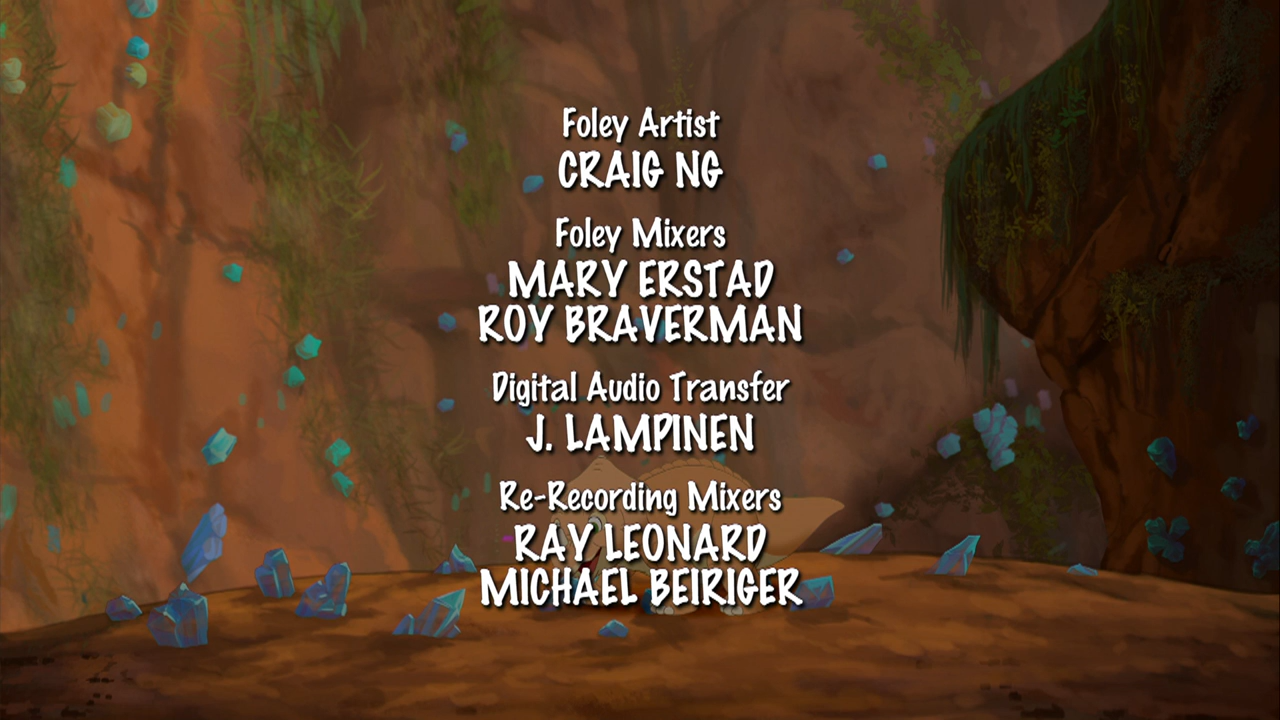 Foley Artist
CRAIG NG
Foley Mixers
MARY ERSTAD
ROY BRAVERMAN
Digital Audio Transfer
J. LAMPINEN
Re-Recording Mixers
RAY LEONARD
MICHAEL BEIRIGER